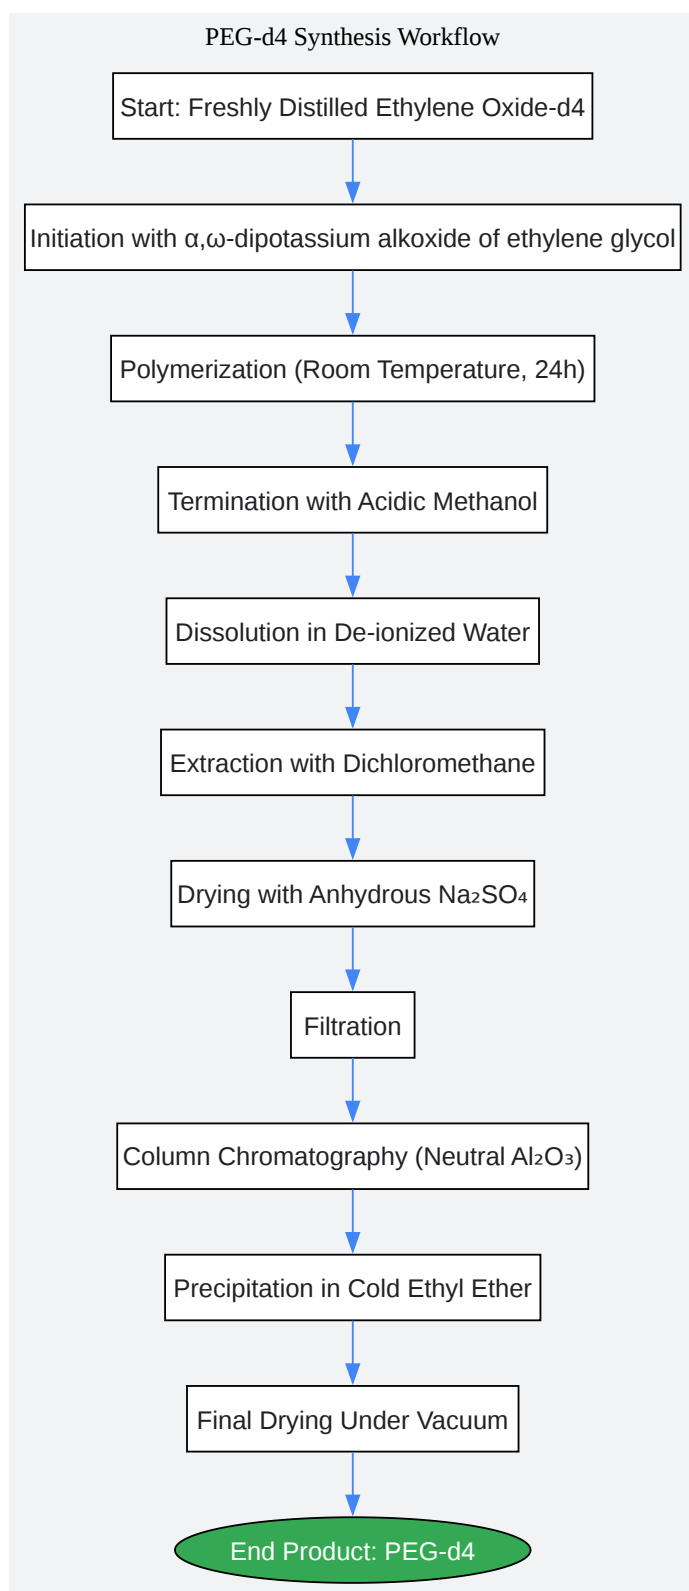 PEG-d4 Synthesis Workflow
Start: Freshly Distilled Ethylene Oxide-d4
Initiation with α,ω-dipotassium alkoxide of ethylene glycol
Polymerization (Room Temperature, 24h)
Termination with Acidic Methanol
Dissolution in De-ionized Water
Extraction with Dichloromethane
Drying with Anhydrous Na₂SO₄
Filtration
Column Chromatography (Neutral Al₂O₃)
Precipitation in Cold Ethyl Ether
Final Drying Under Vacuum
End Product: PEG-d4